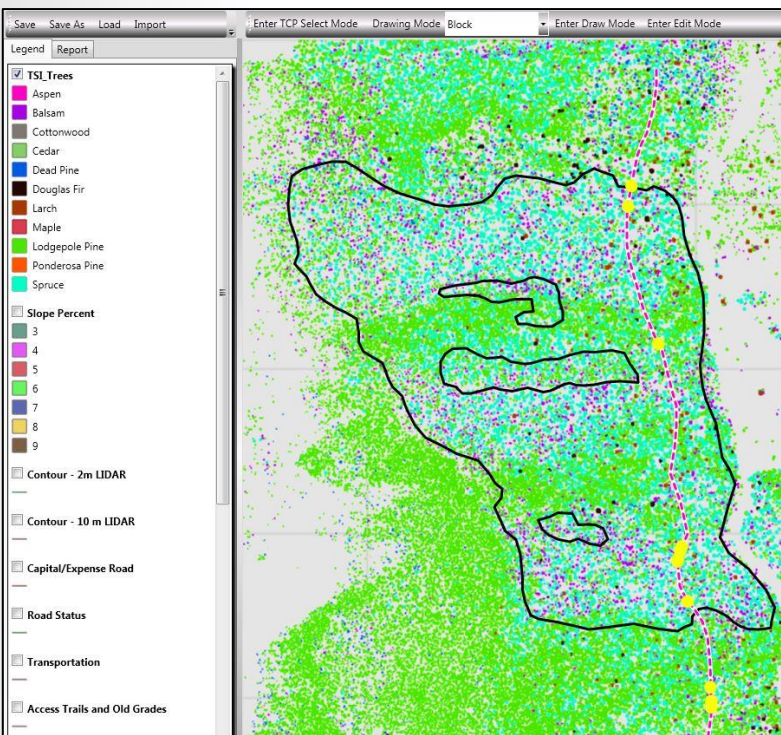 Save Save As Load Import Enter TCP Select Mode Drawing Mode Block Enter Draw Mode Enter Edit Mode
Legend Report
TSI_Trees
Aspen
Balsam
Cottonwood
Cedar
Dead Pine
Douglas Fir
Larch
Maple
Lodgepole Pine
Ponderosa Pine
Spruce
Slope Percent
3
4
5
6
7
8
9
Contour - 2m LIDAR
Contour - 10 m LIDAR
Capital/Expense Road
Road Status
Transportation
Access Trails and Old Grades